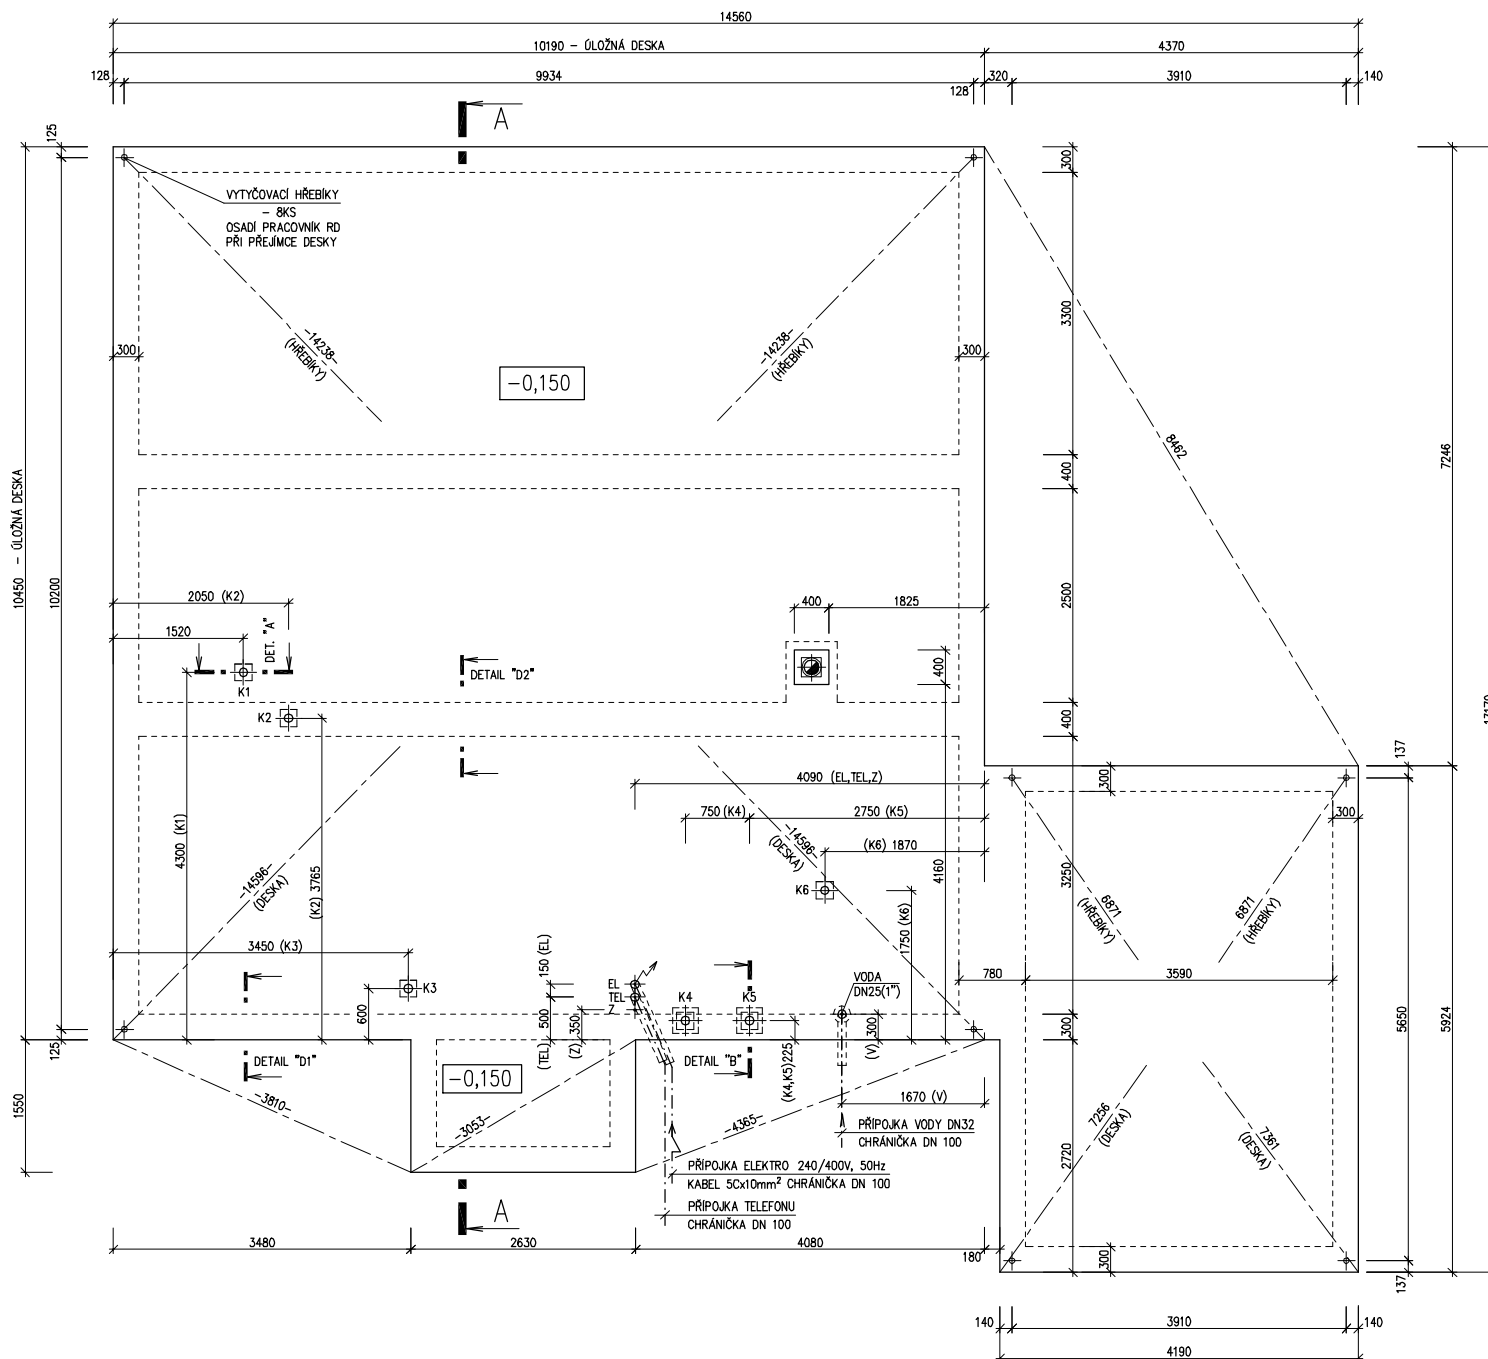 14560
10190 – ÚLOŽNÁ DESKA
4370
128
9934
128
320
3910
140
A
125
300
VYTYČOVACÍ HŘEBÍKY
– 8KS
OSADÍ PRACOVNÍK RD
PŘI PŘEJÍMCE DESKY
3300
–14238–
(HŘEBÍKY)
–14238–
(HŘEBÍKY)
300
300
–0,150
8462
7246
400
10450 – ÚLOŽNÁ DESKA
10200
2500
2050 (K2)
400
1825
1520
DET. "A"
DETAIL "D2"
400
K1
K2
400
137
4090 (EL,TEL,Z)
300
750 (K4)
2750 (K5)
300
4300 (K1)
–14596–
(DESKA)
(K6) 1870
4160
–14596–
(DESKA)
(K2) 3765
K6
3250
6871
(HŘEBÍKY)
6871
(HŘEBÍKY)
1750 (K6)
3450 (K3)
150 (EL)
780
3590
VODA
DN25(1")
EL
TEL
Z
K3
K4
K5
600
500
(TEL)
350
(Z)
300
(V)
300
5650
5924
125
DETAIL "D1"
DETAIL "B"
(K4,K5)225
–0,150
1550
–3810–
–3053–
–4365–
1670 (V)
7256
(DESKA)
7361
(DESKA)
2720
PŘÍPOJKA VODY DN32
CHRÁNIČKA DN 100
PŘÍPOJKA ELEKTRO 240/400V, 50Hz
KABEL 5Cx10mm² CHRÁNIČKA DN 100
PŘÍPOJKA TELEFONU
CHRÁNIČKA DN 100
A
3480
2630
4080
180
300
137
140
3910
140
4190